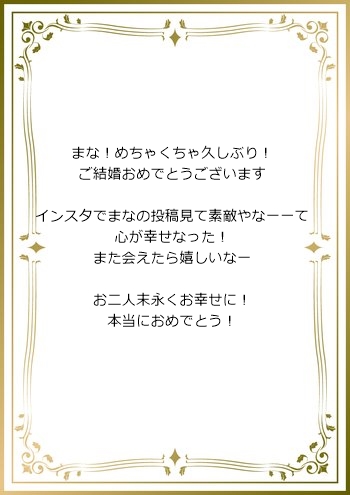 まな！めちゃくちゃ久しぶり！
ご結婚おめでとうございます
インスタでまなの投稿見て素敵やなーーて
心が幸せなった！
また会えたら嬉しいなー
お二人末永くお幸せに！
本当におめでとう！